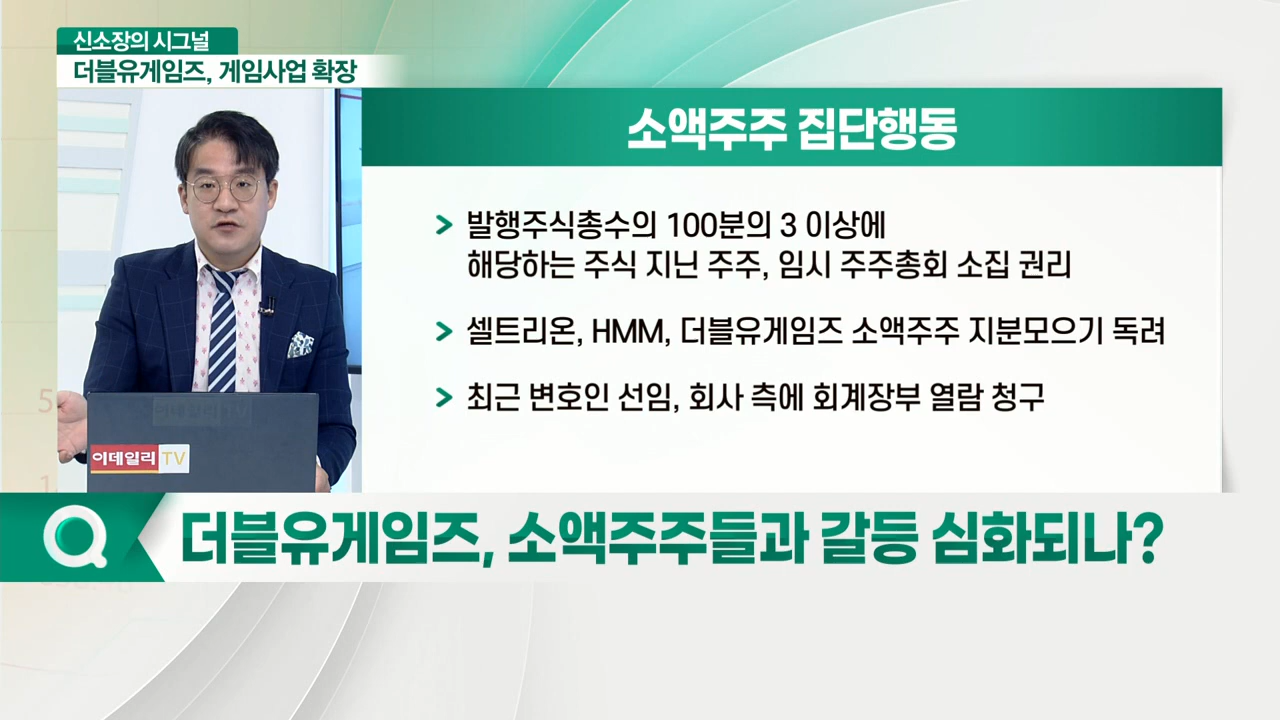 신소장의 시그널
더블유게임즈, 게임사업 확장
소액주주 집단행동
> 발행주식총수의 100분의 3 이상에
해당하는 주식 지닌 주주, 임시 주주총회 소집 권리
> 셀트리온, HMM, 더블유게임즈 소액주주 지분모으기 독려
> 최근 변호인 선임, 회사 측에 회계장부 열람 청구
이데일리 TV
이데일리 TV
Q 더블유게임즈, 소액주주들과 갈등 심화되나?